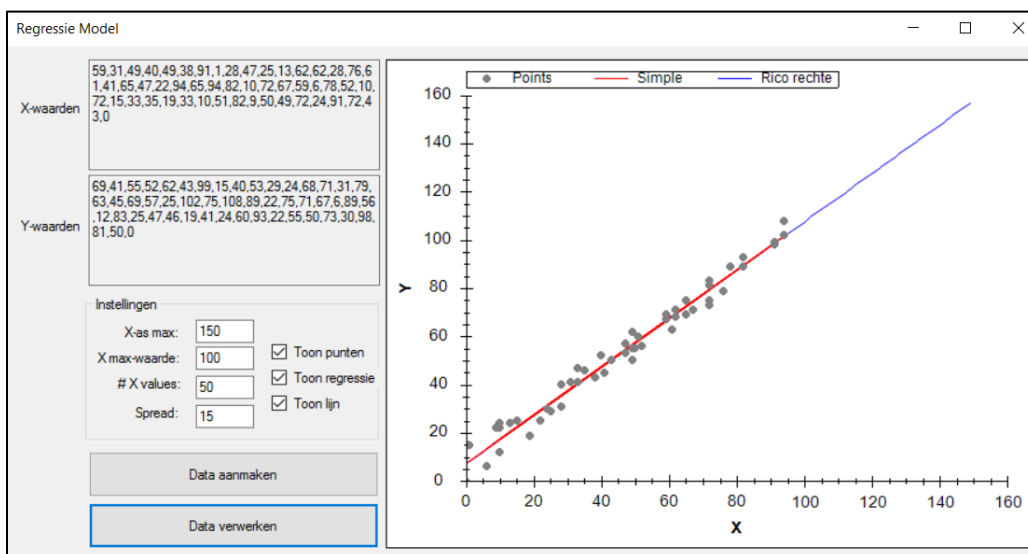 Regressie Model
X-waarden
59,31,49,40,49,38,91,1,28,47,25,13,62,62,28,76,6
1,41,65,47,22,94,65,94,82,10,72,67,59,6,78,52,10,
72,15,33,35,19,33,10,51,82,9,50,49,72,24,91,72,4
3,0
Y-waarden
69,41,55,52,62,43,99,15,40,53,29,24,68,71,31,79,
63,45,69,57,25,102,75,108,89,22,75,71,67,6,89,56
,12,83,25,47,46,19,41,24,60,93,22,55,50,73,30,98,
81,50,0
Instellingen
X-as max: 150
X max-waarde: 100
# X values: 50
Spread: 15
Toon punten
Toon regressie
Toon lijn
Data aanmaken
Data verwerken
Points Simple Rico rechte
160
140
120
100
80
60
40
20
0
Y
0 20 40 60 80 100 120 140 160
X